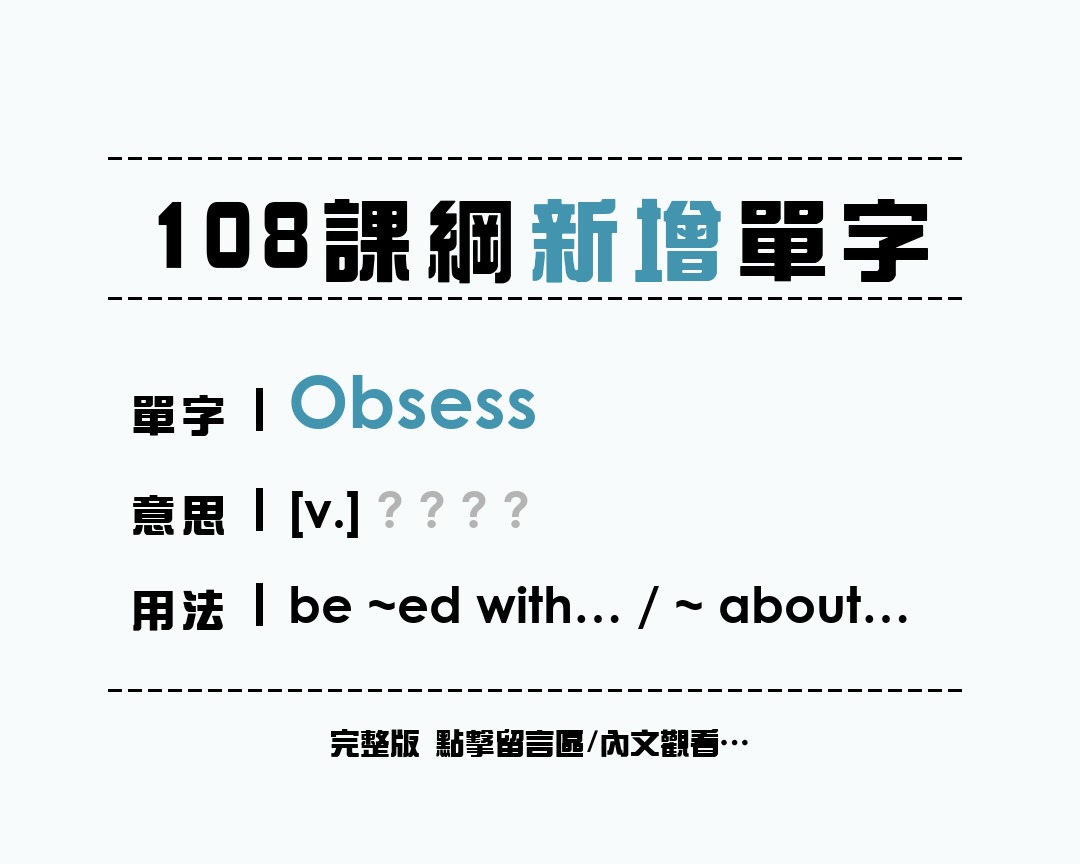 108課綱新增單字
單字 | Obsess
意思 | [v.] ????
用法 | be ~ed with… / ~ about…
完整版 點擊留言區/內文觀看…